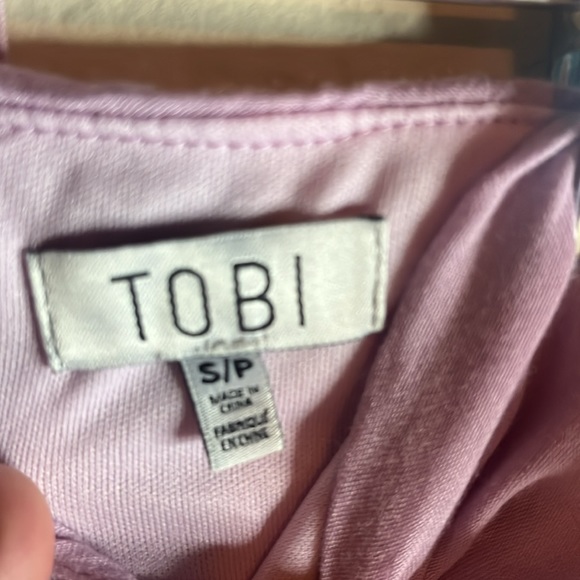 TOBI
S/P
MADE IN
CHINA
FABRIQUÉ
EN CHINE